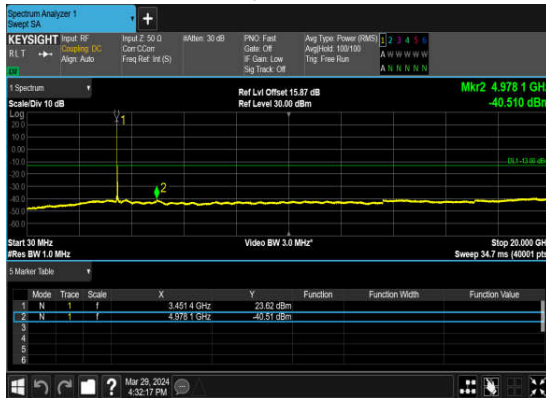 Spectrum Analyzer 1
Swept SA
+
KEYSIGHT Input: RF Input Z: 50 Ω #Atten: 30 dB PNO: Fast Avg Type: Power (RMS) 1 2 3 4 5 6
RLT Coupling: DC Corr CCorr Gate: Off Avg|Hold: 100/100 A W W W W W
Align: Auto Freq Ref: Int (S) IF Gain: Low Trig: Free Run
Sig Track: Off A N N N N N
1 Spectrum Ref Lvl Offset 15.87 dB Mkr2 4.978 1 GHz
Scale/Div 10 dB Ref Level 30.00 dBm -40.510 dBm
Log
20.0
10.0
0.00
-10.0
-20.0
-30.0
-40.0
-50.0
-60.0
1
2
Start 30 MHz Video BW 3.0 MHz* Stop 20.000 GH
#Res BW 1.0 MHz Sweep 34.7 ms (40001 pts
5 Marker Table
Mode Trace Scale X Y Function Function Width Function Value
1 N 1 f 3.451 4 GHz 23.62 dBm
2 N 1 f 4.978 1 GHz -40.51 dBm
3
4
5
6
? Mar 29, 2024
4:32:17 PM